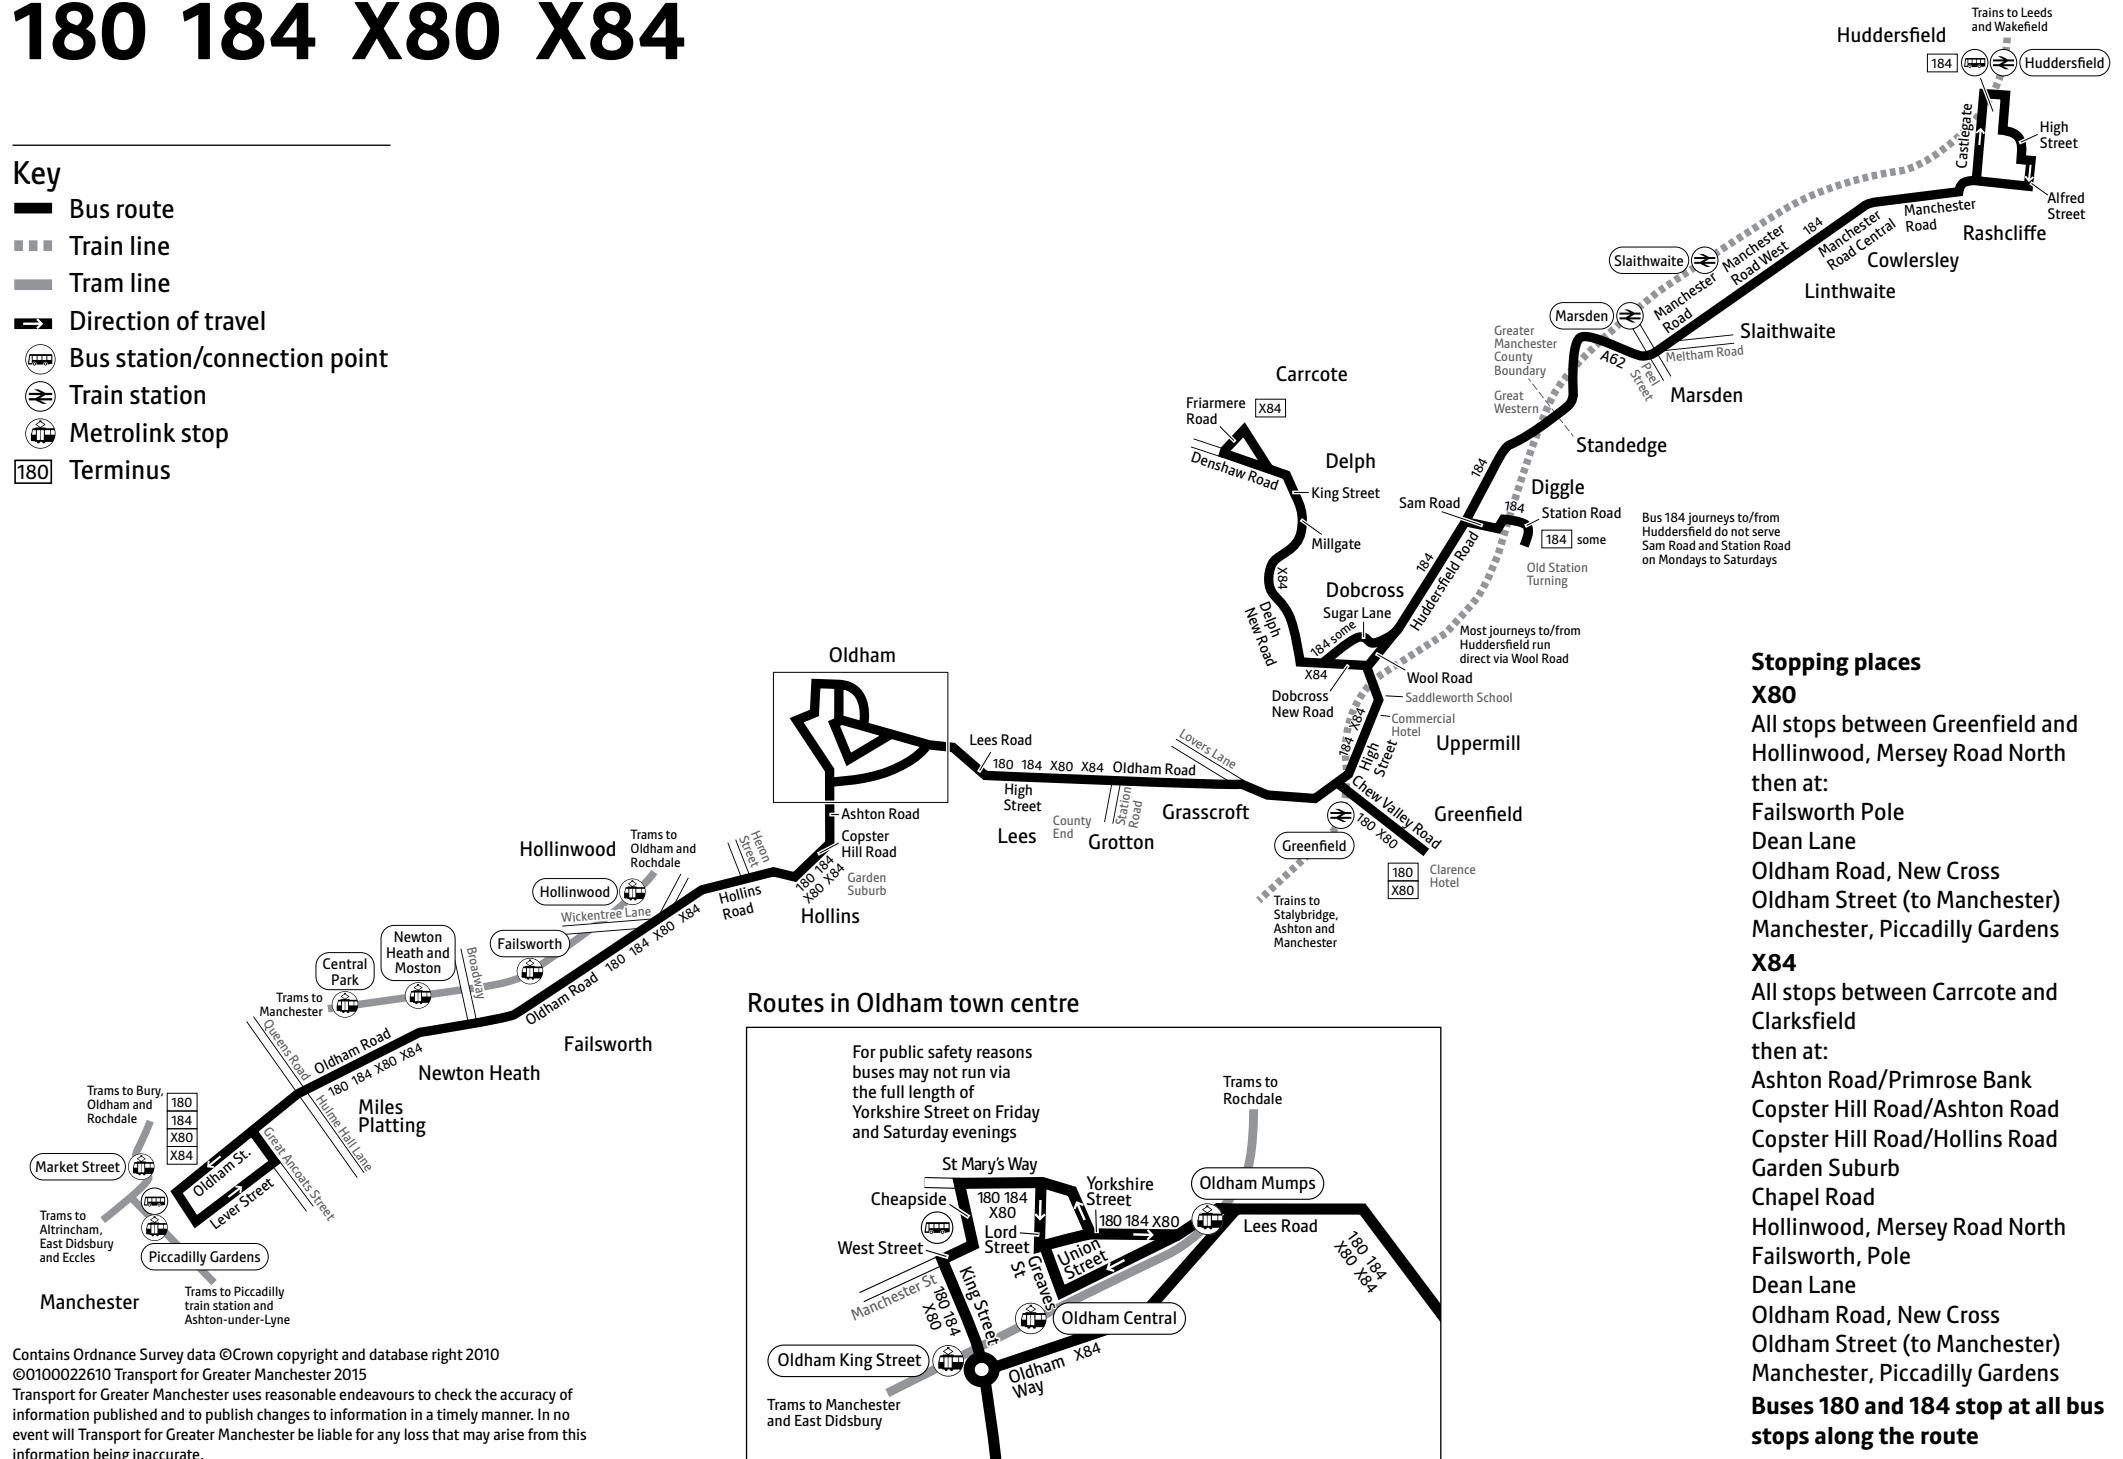 180 184 X80 X84
Key
Bus route
Train line
Tram line
Direction of travel
Bus station/connection point
Train station
Metrolink stop
180 Terminus
Trains to Leeds
and Wakefield
Huddersfield
184
Huddersfield
Castlegate
High
Street
Alfred
Street
Manchester
Road
Rashcliffe
Manchester
Road Central
Cowlersley
184
Manchester
Road West
Linthwaite
Slaithwaite
Manchester
Road
Slaithwaite
Meltham Road
Marsden
A62
Peel
Street
Marsden
Greater
Manchester
County
Boundary
Great
Western
Standedge
Carrcote
Friarmere
Road
X84
Denshaw Road
Delph
King Street
Millgate
X84
Delph
New Road
184
Sam Road
Diggle
184
Station Road
184 some
Old Station
Turning
Bus 184 journeys to/from
Huddersfield do not serve
Sam Road and Station Road
on Mondays to Saturdays
184
Huddersfield Road
Dobcross
Sugar Lane
184 some
Most journeys to/from
Huddersfield run
direct via Wool Road
X84
Wool Road
Dobcross
New Road
Saddleworth School
Commercial
Hotel
184 X84
High
Street
Uppermill
Chew Valley Road
180 X80
Greenfield
Greenfield
180
X80
Clarence
Hotel
Trains to
Stalybridge,
Ashton and
Manchester
Oldham
Lees Road
180 184 X80 X84 Oldham Road
Lovers Lane
High
Street
Lees
County
End
Station
Road
Grotton
Grasscroft
Ashton Road
Copster
Hill Road
180 184
X80 X84
Garden
Suburb
Hollins
Heron
Street
Hollins
Road
Hollinwood
Trams to
Oldham and
Rochdale
Hollinwood
Wickentree Lane
180 184 X80 X84
Failsworth
Newton
Heath and
Moston
Central
Park
Broadway
Oldham Road
Failsworth
Trams to
Manchester
Queens Road
Oldham Road
180 184 X80 X84
Newton Heath
Miles
Platting
Hulme Hall Lane
Great Ancoats Street
Trams to Bury,
Oldham and
Rochdale
180
184
X80
X84
Market Street
Oldham St.
Lever Street
Trams to
Altrincham,
East Didsbury
and Eccles
Piccadilly Gardens
Trams to Piccadilly
train station and
Ashton-under-Lyne
Manchester
Routes in Oldham town centre
For public safety reasons
buses may not run via
the full length of
Yorkshire Street on Friday
and Saturday evenings
Trams to
Rochdale
St Mary's Way
Cheapside
180 184
X80
Yorkshire
Street
Oldham Mumps
180 184 X80
Lees Road
Lord
Street
West Street
Union
Street
Greaves
St
Manchester St
King Street
180 184
X80
180 184
X80 X84
Oldham Central
Oldham King Street
Oldham
Way
X84
Trams to Manchester
and East Didsbury
Stopping places
X80
All stops between Greenfield and
Hollinwood, Mersey Road North
then at:
Failsworth Pole
Dean Lane
Oldham Road, New Cross
Oldham Street (to Manchester)
Manchester, Piccadilly Gardens
X84
All stops between Carrcote and
Clarksfield
then at:
Ashton Road/Primrose Bank
Copster Hill Road/Ashton Road
Copster Hill Road/Hollins Road
Garden Suburb
Chapel Road
Hollinwood, Mersey Road North
Failsworth, Pole
Dean Lane
Oldham Road, New Cross
Oldham Street (to Manchester)
Manchester, Piccadilly Gardens
Buses 180 and 184 stop at all bus
stops along the route
Contains Ordnance Survey data ©Crown copyright and database right 2010
©0100022610 Transport for Greater Manchester 2015
Transport for Greater Manchester uses reasonable endeavours to check the accuracy of
information published and to publish changes to information in a timely manner. In no
event will Transport for Greater Manchester be liable for any loss that may arise from this
information being inaccurate.